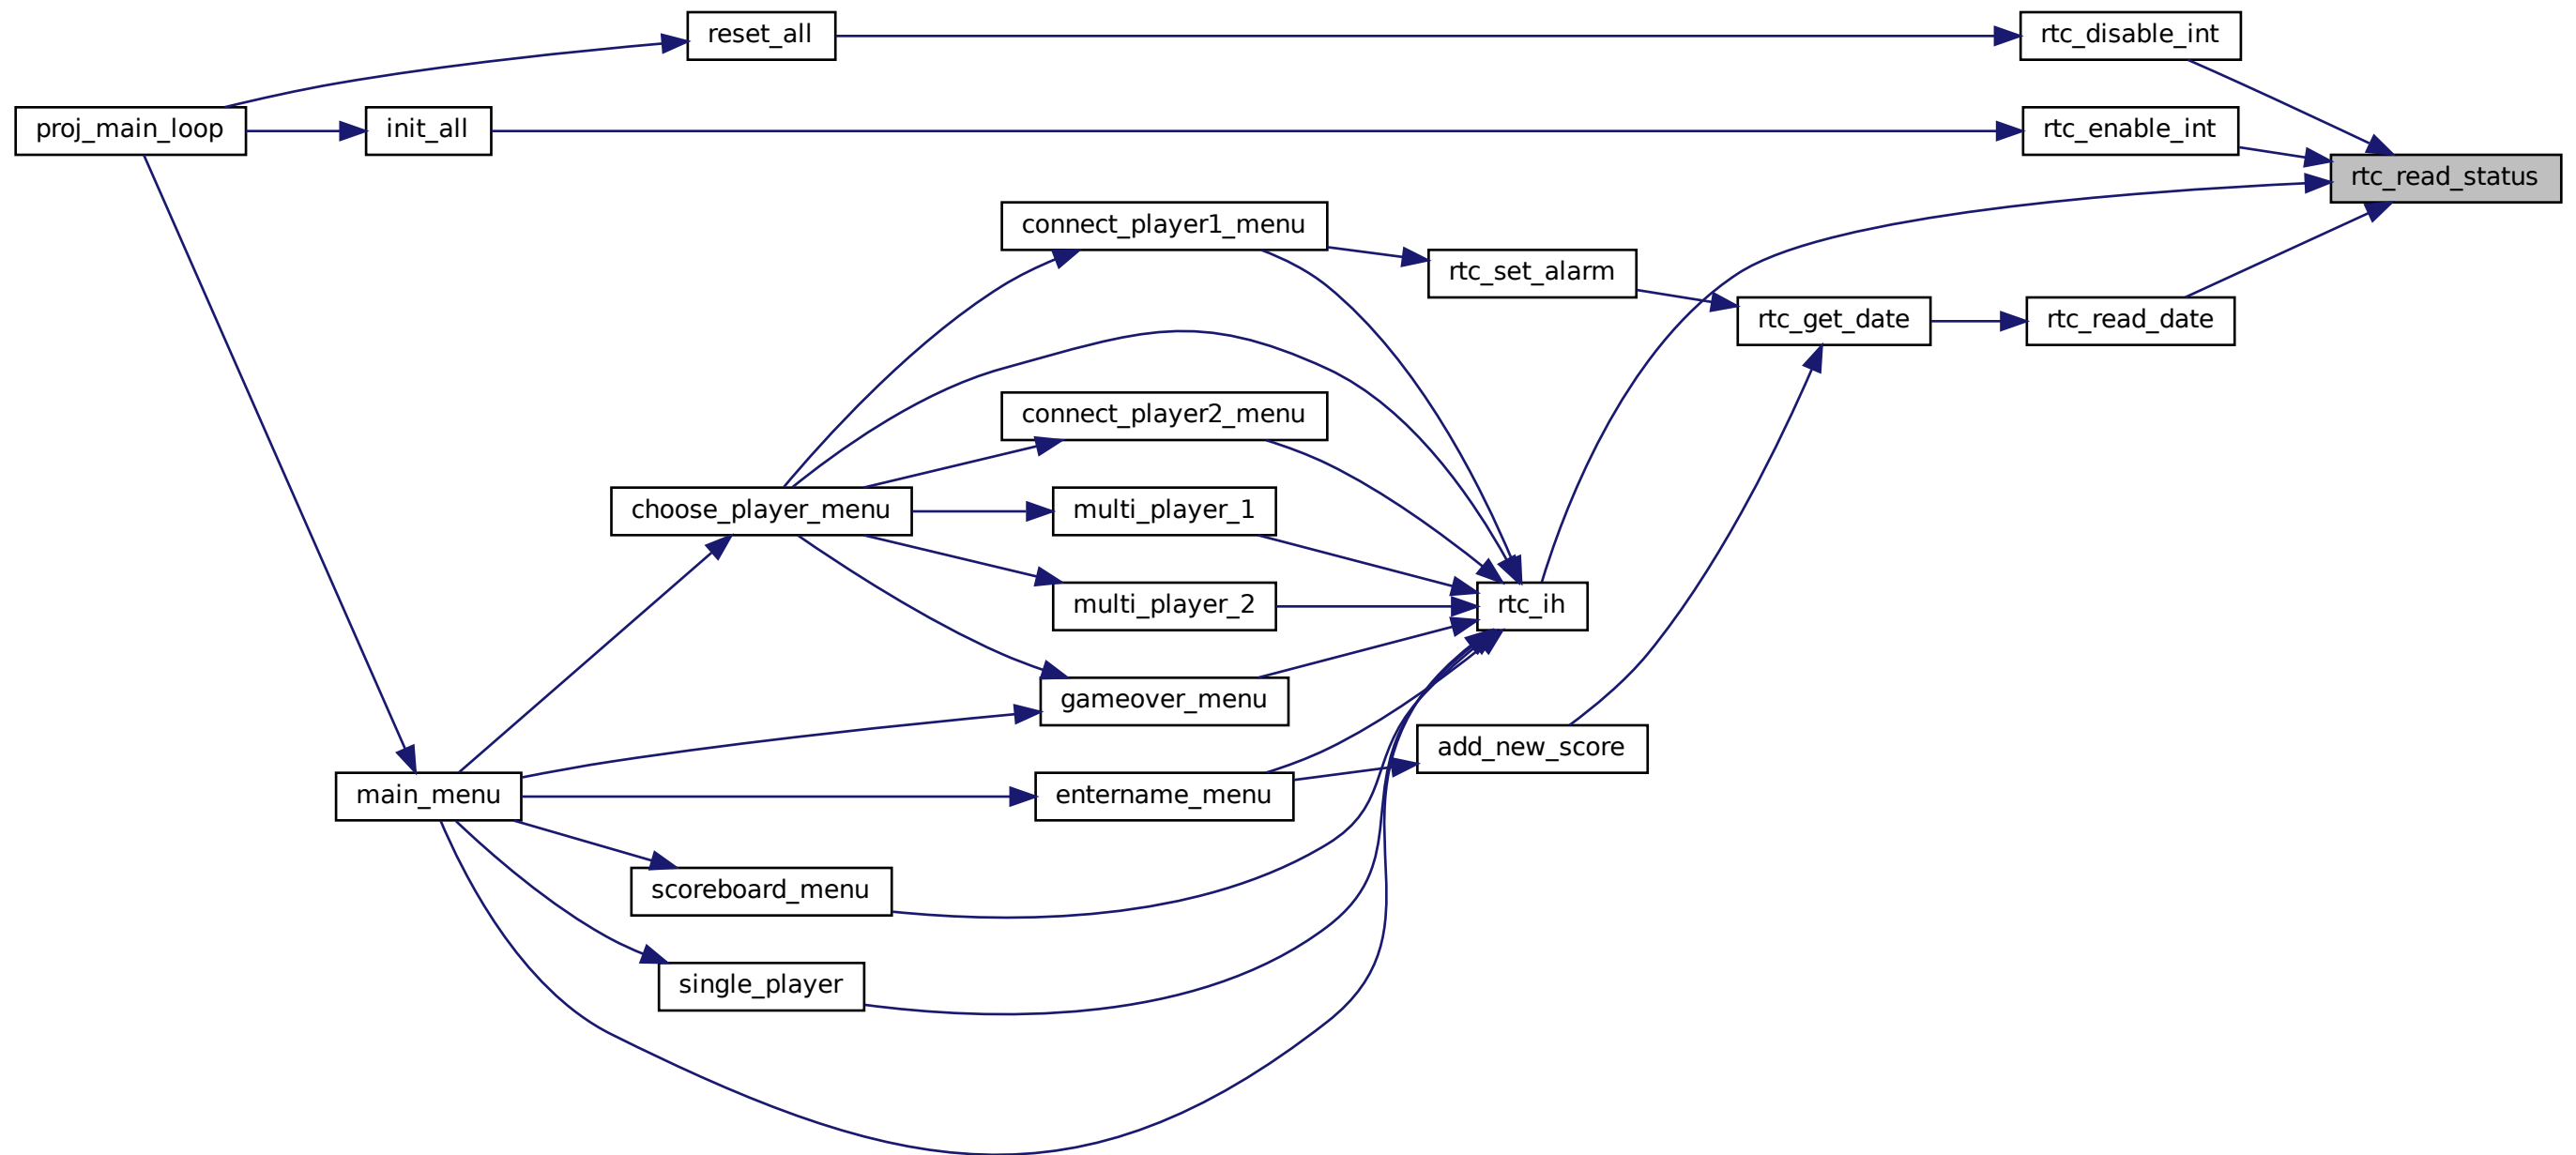 reset_all
rtc_disable_int
proj_main_loop
init_all
rtc_enable_int
rtc_read_status
connect_player1_menu
rtc_set_alarm
rtc_get_date
rtc_read_date
connect_player2_menu
choose_player_menu
multi_player_1
multi_player_2
rtc_ih
gameover_menu
add_new_score
main_menu
entername_menu
scoreboard_menu
single_player